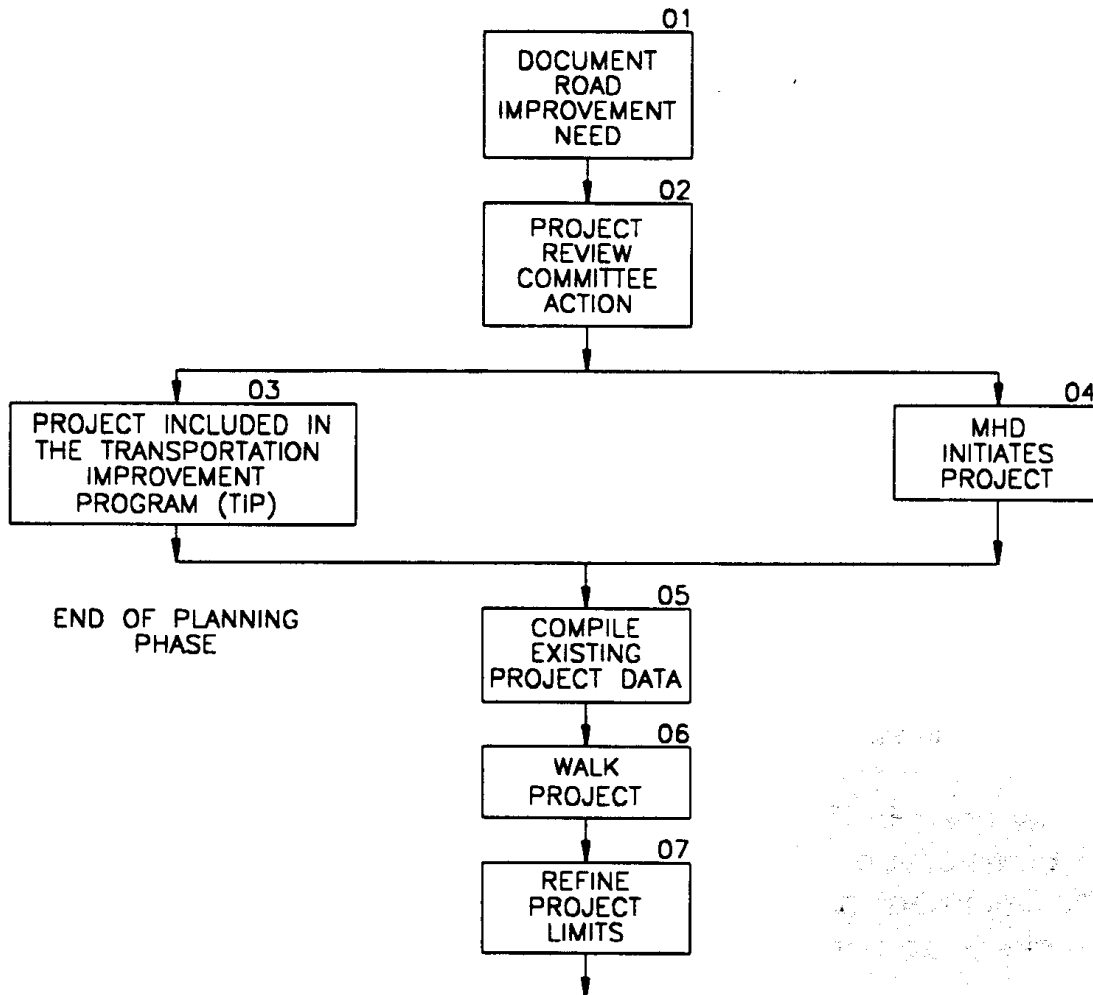 01
DOCUMENT
ROAD
IMPROVEMENT
NEED
02
PROJECT
REVIEW
COMMITTEE
ACTION
03
PROJECT INCLUDED IN
THE TRANSPORTATION
IMPROVEMENT
PROGRAM (TIP)
04
MHD
INITIATES
PROJECT
END OF PLANNING
PHASE
05
COMPILE
EXISTING
PROJECT DATA
06
WALK
PROJECT
07
REFINE
PROJECT
LIMITS